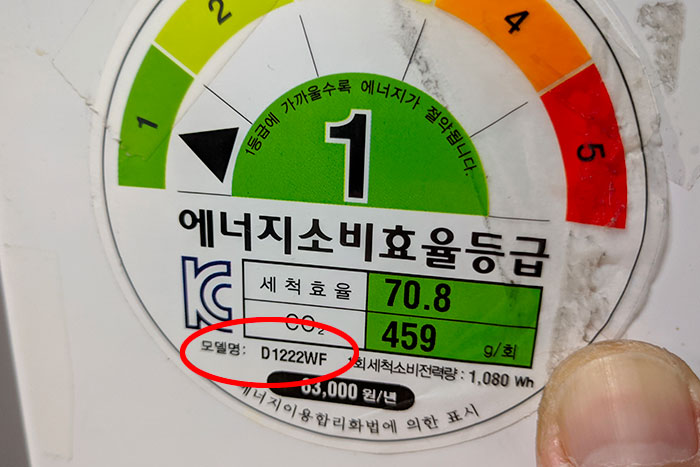 2
4
1
5
1등급에 가까울수록 에너지가 절약됩니다.
1
에너지소비효율등급
세척효율 70.8
CO₂ 459 g/회
모델명: D1222WF 1회세척소비전력량 : 1,080 Wh
63,000 원/년
에너지이용합리화법에 의한 표시